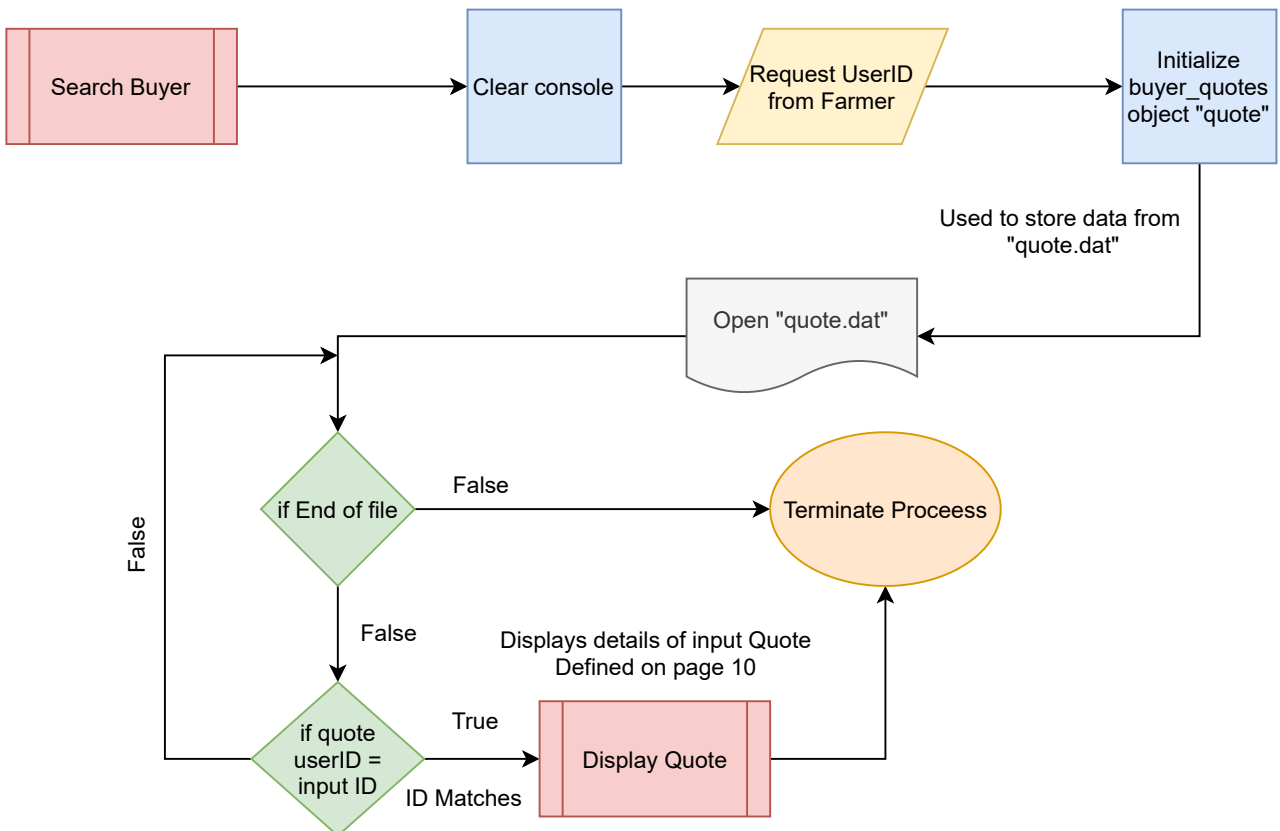 Search Buyer
Clear console
Request UserID
from Farmer
Initialize
buyer_quotes
object "quote"
Used to store data from
"quote.dat"
Open "quote.dat"
if End of file
False
Terminate Proceess
False
False
Displays details of input Quote
Defined on page 10
if quote
userID =
input ID
True
ID Matches
Display Quote